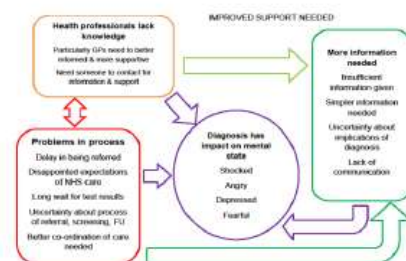 IMPROVED SUPPORT NEEDED
Health professionals lack
knowledge
Particularly GPs need to better
informed & more supportive
Need someone to contact for
information & support
More information
needed
Insufficient
information given
Simpler information
needed
Uncertainty about
implications of
diagnosis
Lack of
communication
Problems in process
Delay in being referred
Disappointed expectations
of NHS care
Long wait for test results
Uncertainty about process
of referral, screening, FU
Better co-ordination of care
needed
Diagnosis has
impact on mental
state
Shocked
Angry
Depressed
Fearful